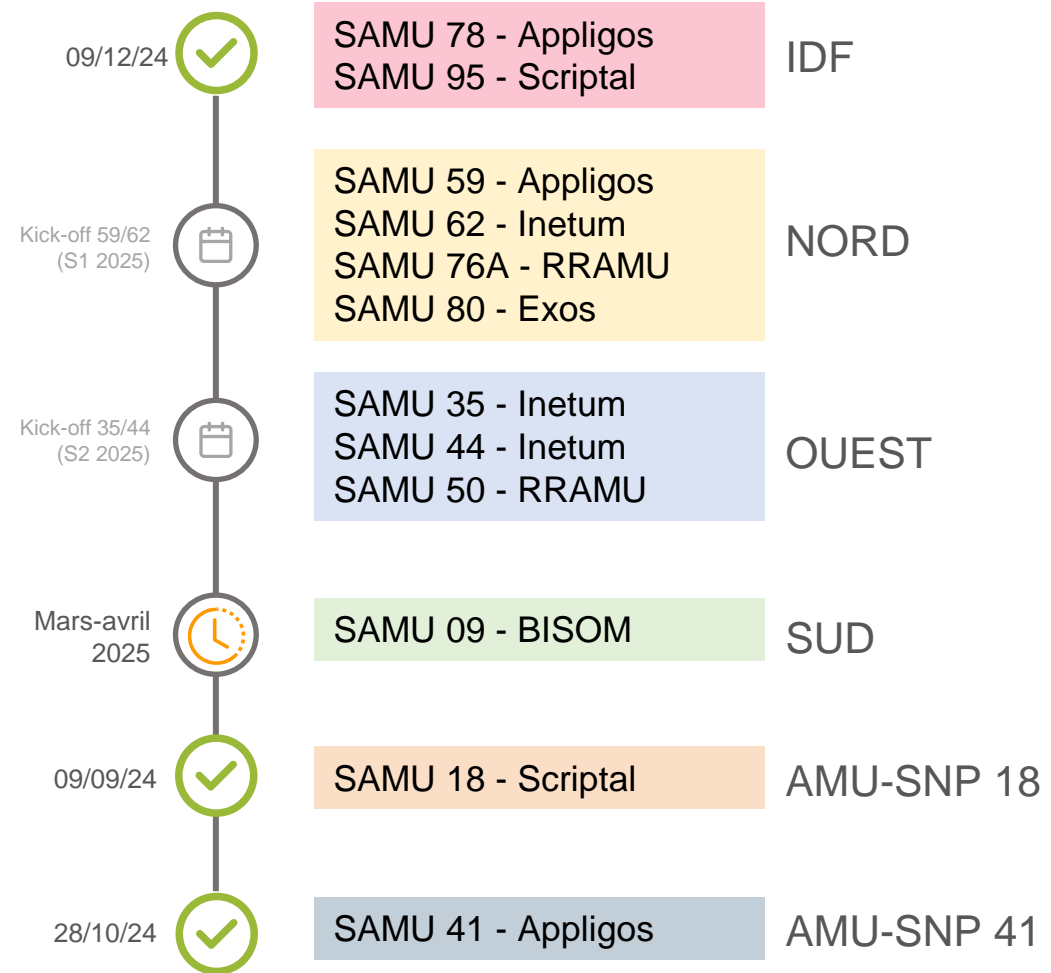 09/12/24
SAMU 78 - Appligos
SAMU 95 - Scriptal
IDF
Kick-off 59/62
(S1 2025)
SAMU 59 - Appligos
SAMU 62 - Inetum
SAMU 76A - RRAMU
SAMU 80 - Exos
NORD
Kick-off 35/44
(S2 2025)
SAMU 35 - Inetum
SAMU 44 - Inetum
SAMU 50 - RRAMU
OUEST
Mars-avril
2025
SAMU 09 - BISOM
SUD
09/09/24
SAMU 18 - Scriptal
AMU-SNP 18
28/10/24
SAMU 41 - Appligos
AMU-SNP 41